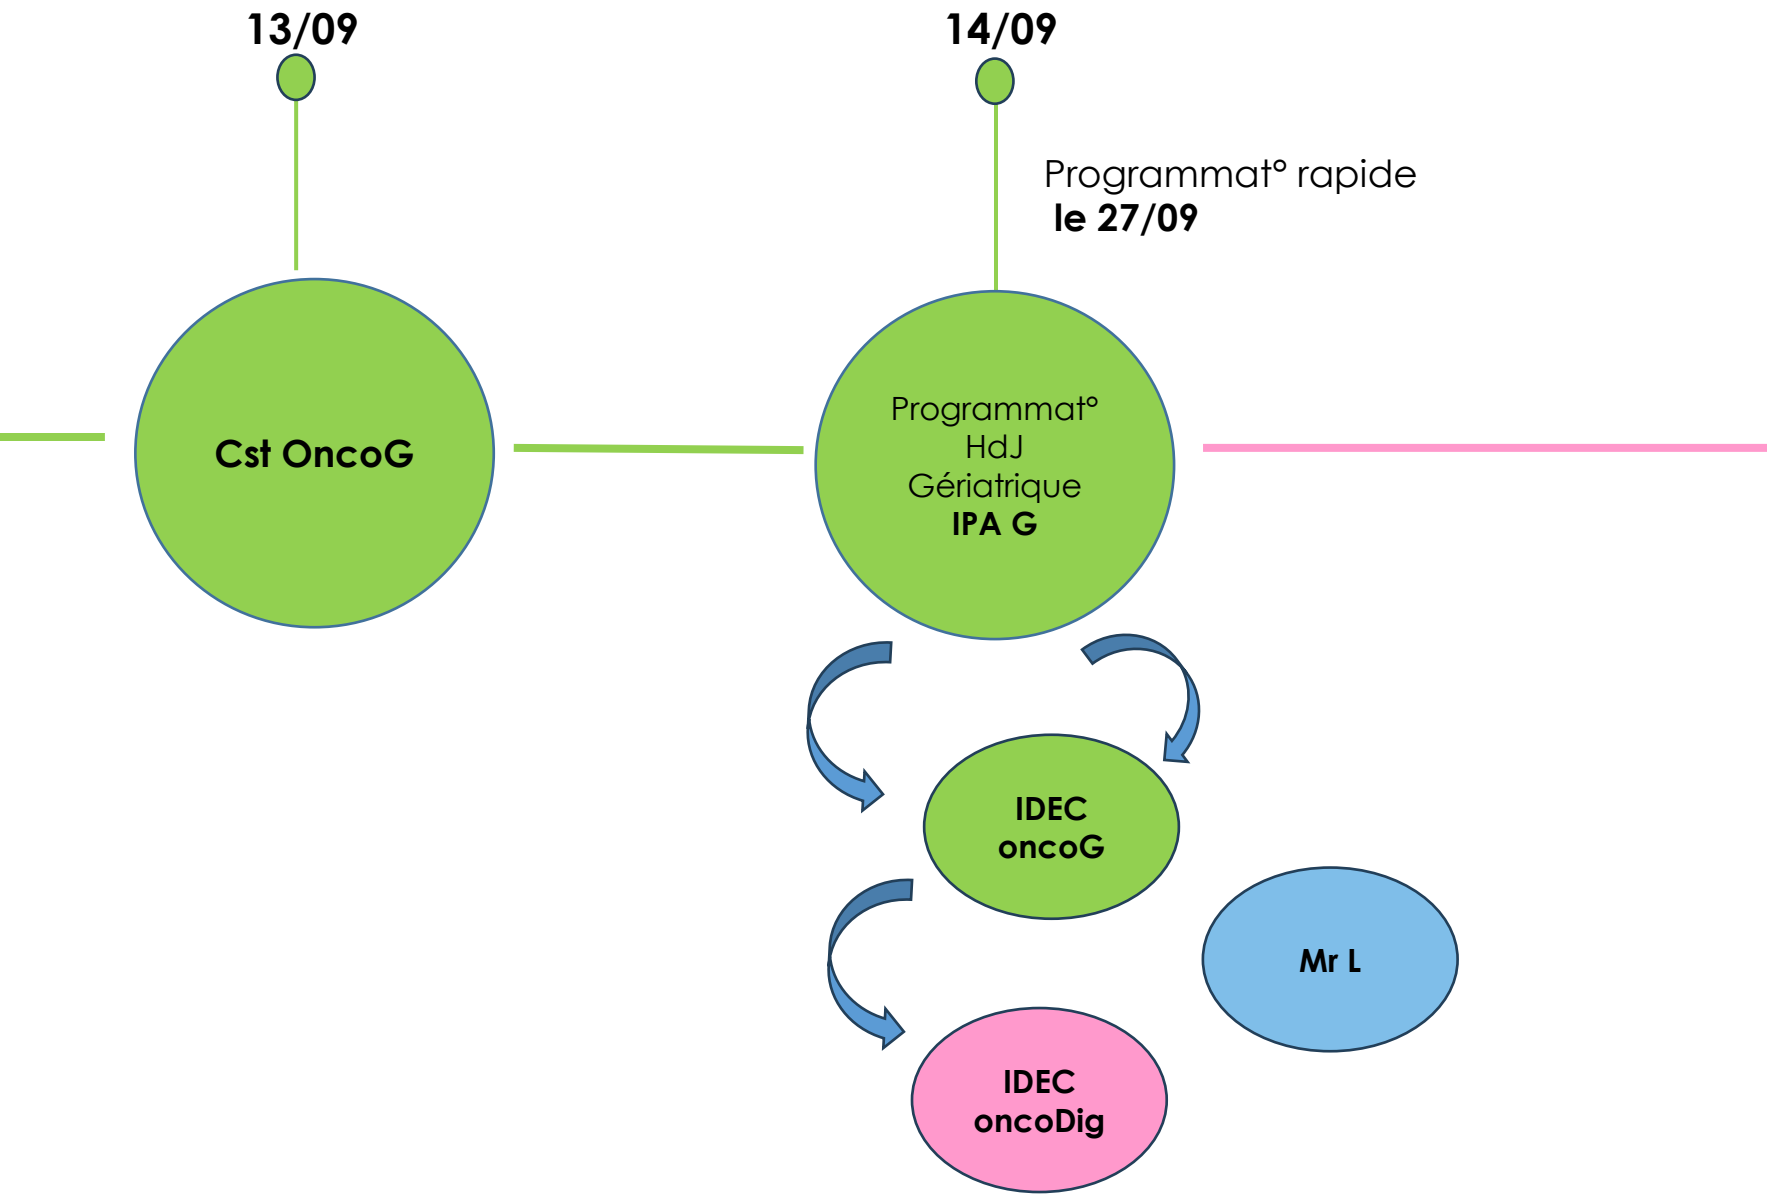 13/09
14/09
Programmat° rapide
le 27/09
Cst OncoG
Programmat°
HdJ
Gériatrique
IPA G
IDEC
oncoG
Mr L
IDEC
oncoDig